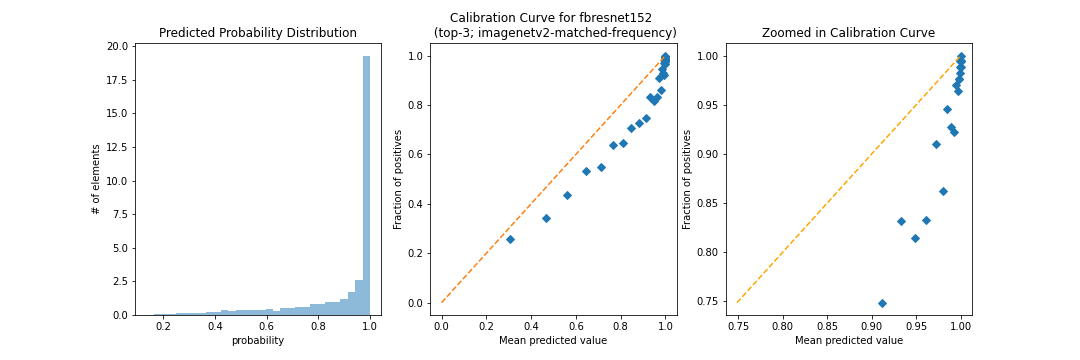 Predicted Probability Distribution
# of elements
20.0
17.5
15.0
12.5
10.0
7.5
5.0
2.5
0.0
0.2 0.4 0.6 0.8 1.0
probability
Calibration Curve for fbresnet152
(top-3; imagenetv2-matched-frequency)
Fraction of positives
1.0
0.8
0.6
0.4
0.2
0.0
0.0 0.2 0.4 0.6 0.8 1.0
Mean predicted value
Zoomed in Calibration Curve
Fraction of positives
1.00
0.95
0.90
0.85
0.80
0.75
0.75 0.80 0.85 0.90 0.95 1.00
Mean predicted value